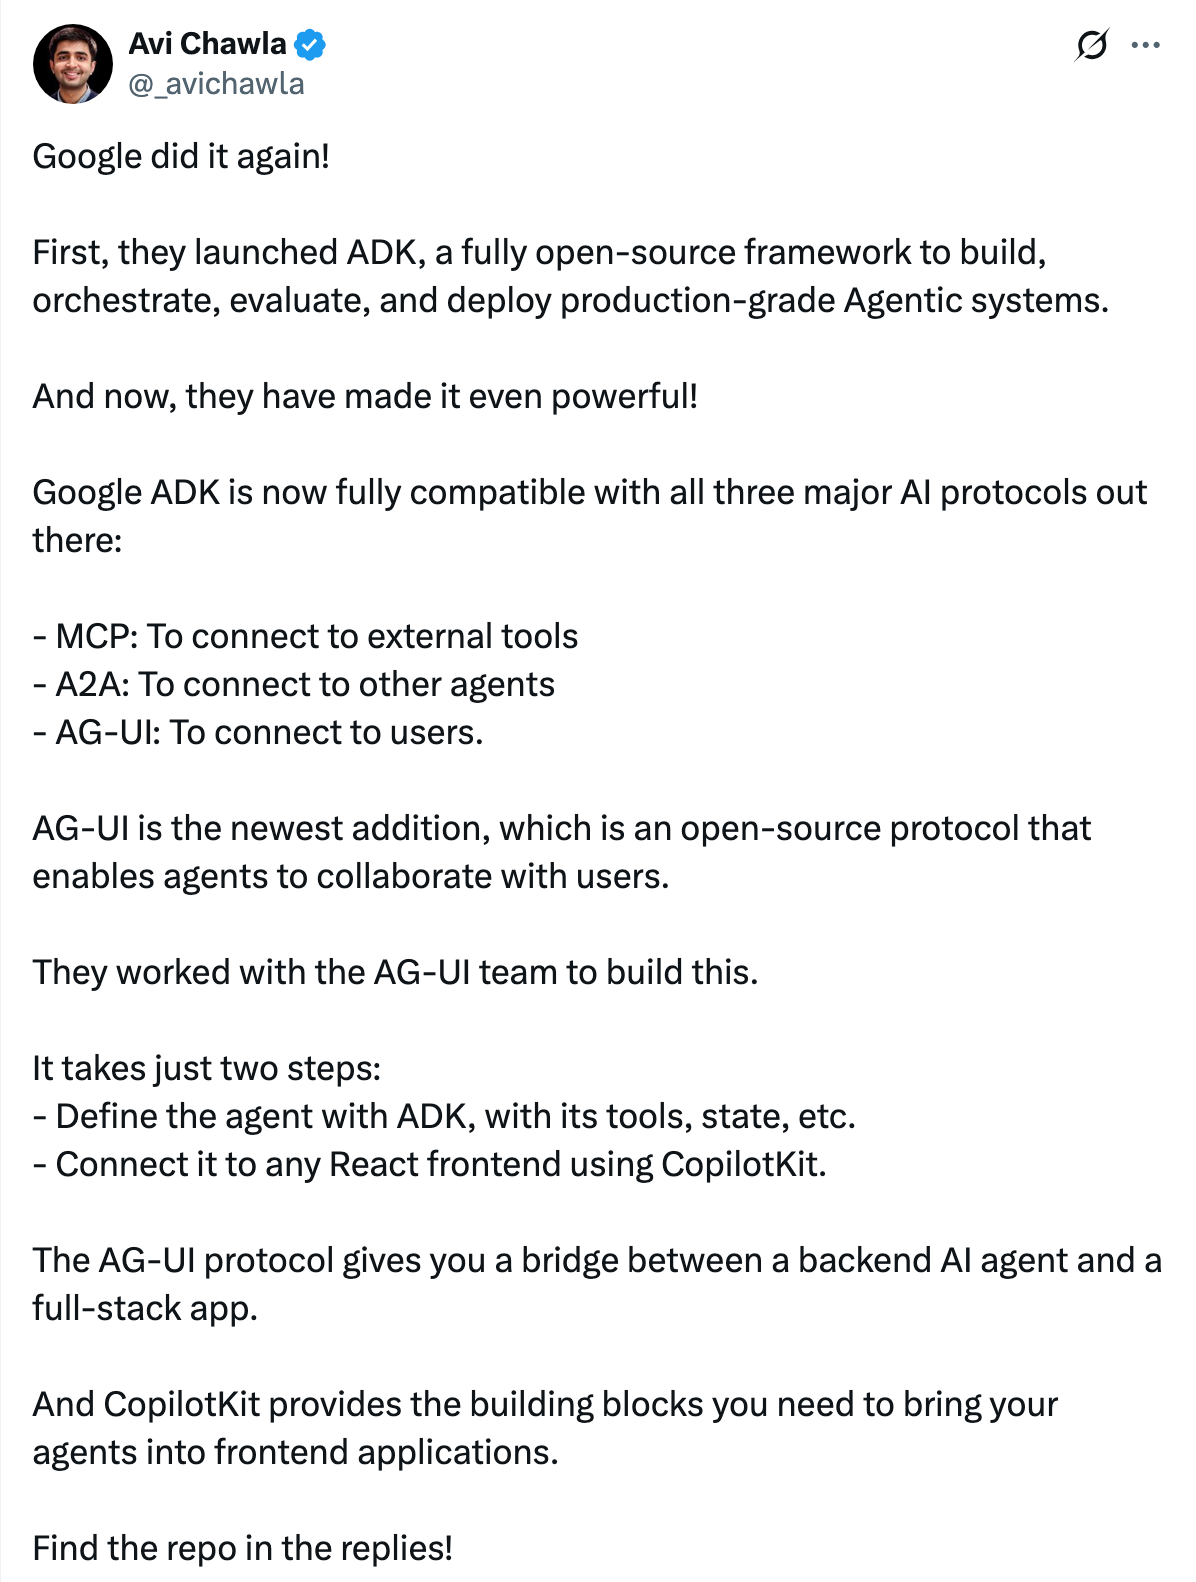 Avi Chawla
@_avichawla
Google did it again!
First, they launched ADK, a fully open-source framework to build,
orchestrate, evaluate, and deploy production-grade Agentic systems.
And now, they have made it even powerful!
Google ADK is now fully compatible with all three major AI protocols out
there:
- MCP: To connect to external tools
- A2A: To connect to other agents
- AG-UI: To connect to users.
AG-UI is the newest addition, which is an open-source protocol that
enables agents to collaborate with users.
They worked with the AG-UI team to build this.
It takes just two steps:
- Define the agent with ADK, with its tools, state, etc.
- Connect it to any React frontend using CopilotKit.
The AG-UI protocol gives you a bridge between a backend AI agent and a
full-stack app.
And CopilotKit provides the building blocks you need to bring your
agents into frontend applications.
Find the repo in the replies!